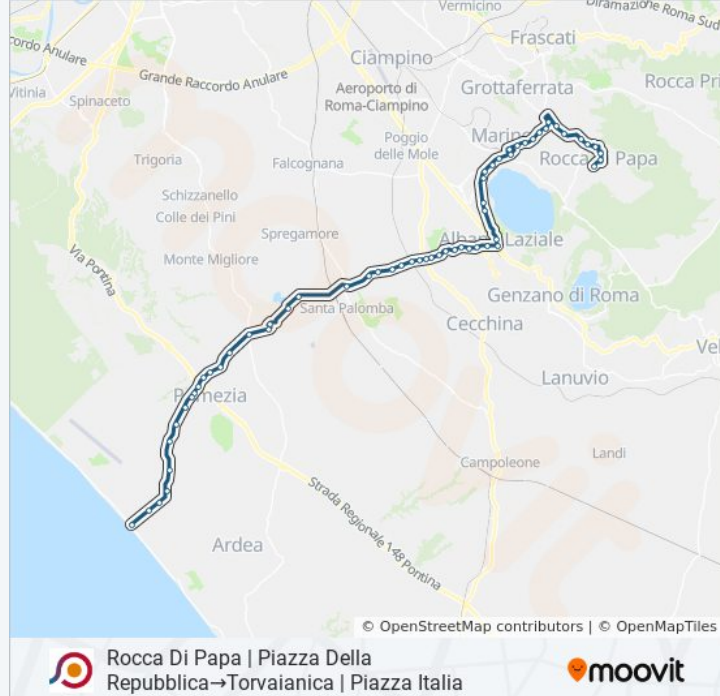 Vermicino
Diramazione Roma Sud
Frascati
ordo Anulare
Ciampino
Grande Raccordo Anulare
Grottaferrata
Aeroporto di
Roma-Ciampino
Rocca Pri
Vitinia
Spinaceto
Marino
Poggio
delle Mole
Rocca Papa
Trigoria
Falcognana
Schizzanello
Colle dei Pini
Spregamore
Albano Laziale
Via Pontina
Monte Migliore
Genzano di Roma
Santa Palomba
Cecchina
Vel
Lanuvio
Pomezia
Landi
Campoleone
Strada Regionale 148 Pontina
Ardea
© OpenStreetMap contributors | © OpenMapTiles
Rocca Di Papa | Piazza Della
Repubblica→Torvaianica | Piazza Italia
moovit